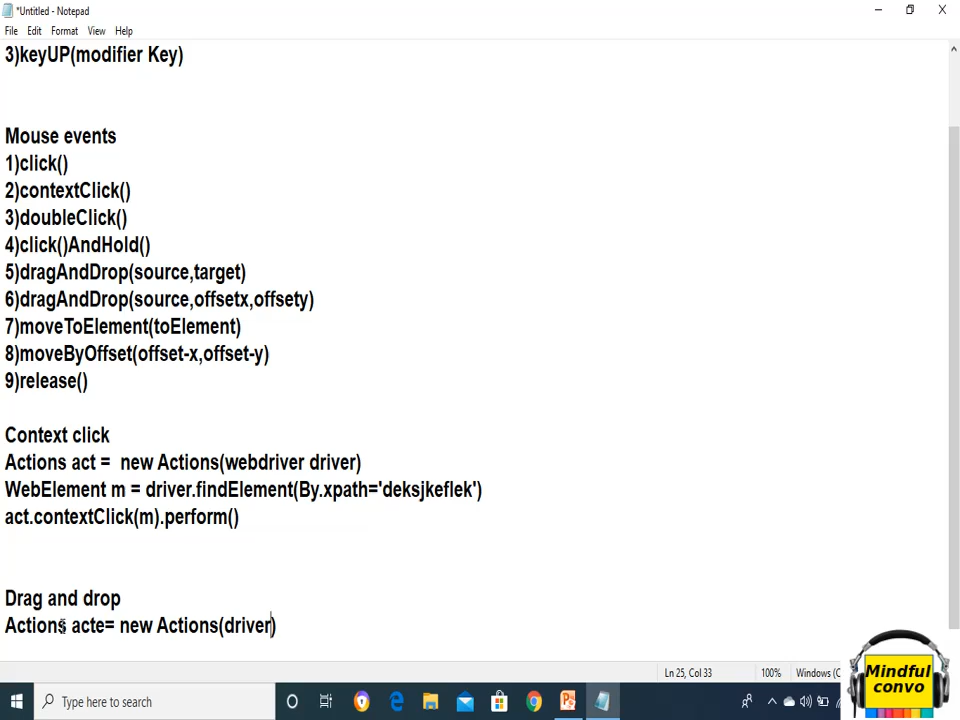 *Untitled - Notepad
File Edit Format View Help
3)keyUP(modifier Key)
Mouse events
1)click()
2)contextClick()
3)doubleClick()
4)click()AndHold()
5)dragAndDrop(source,target)
6)dragAndDrop(source,offsetx,offsety)
7)moveToElement(toElement)
8)moveByOffset(offset-x,offset-y)
9)release()
Context click
Actions act =  new Actions(webdriver driver)
WebElement m = driver.findElement(By.xpath='deksjkeflek')
act.contextClick(m).perform()
Drag and drop
Actions acte= new Actions(driver)
Ln 25, Col 33 100% Windows (C
Type here to search
Mindful
convo